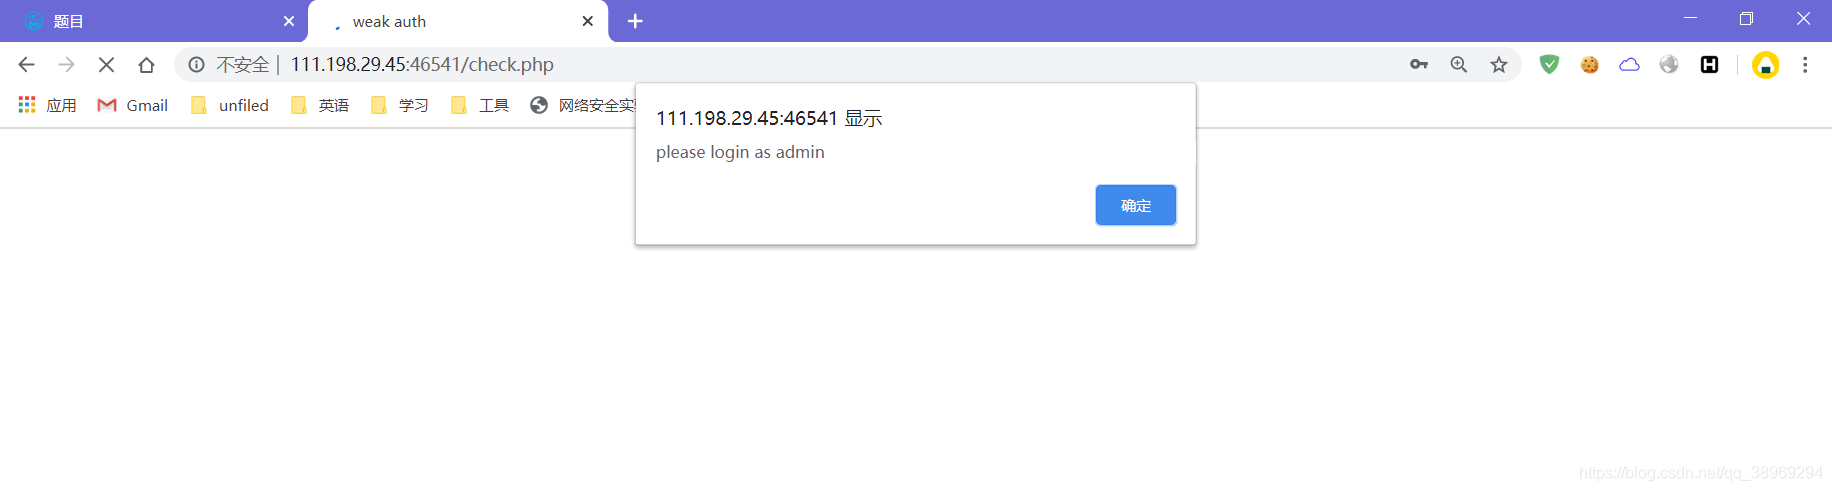 题目
weak auth
不安全 | 111.198.29.45:46541/check.php
应用 Gmail unfiled 英语 学习 工具 网络安全实
111.198.29.45:46541 显示
please login as admin
确定
https://blog.csdn.net/qq_38969294